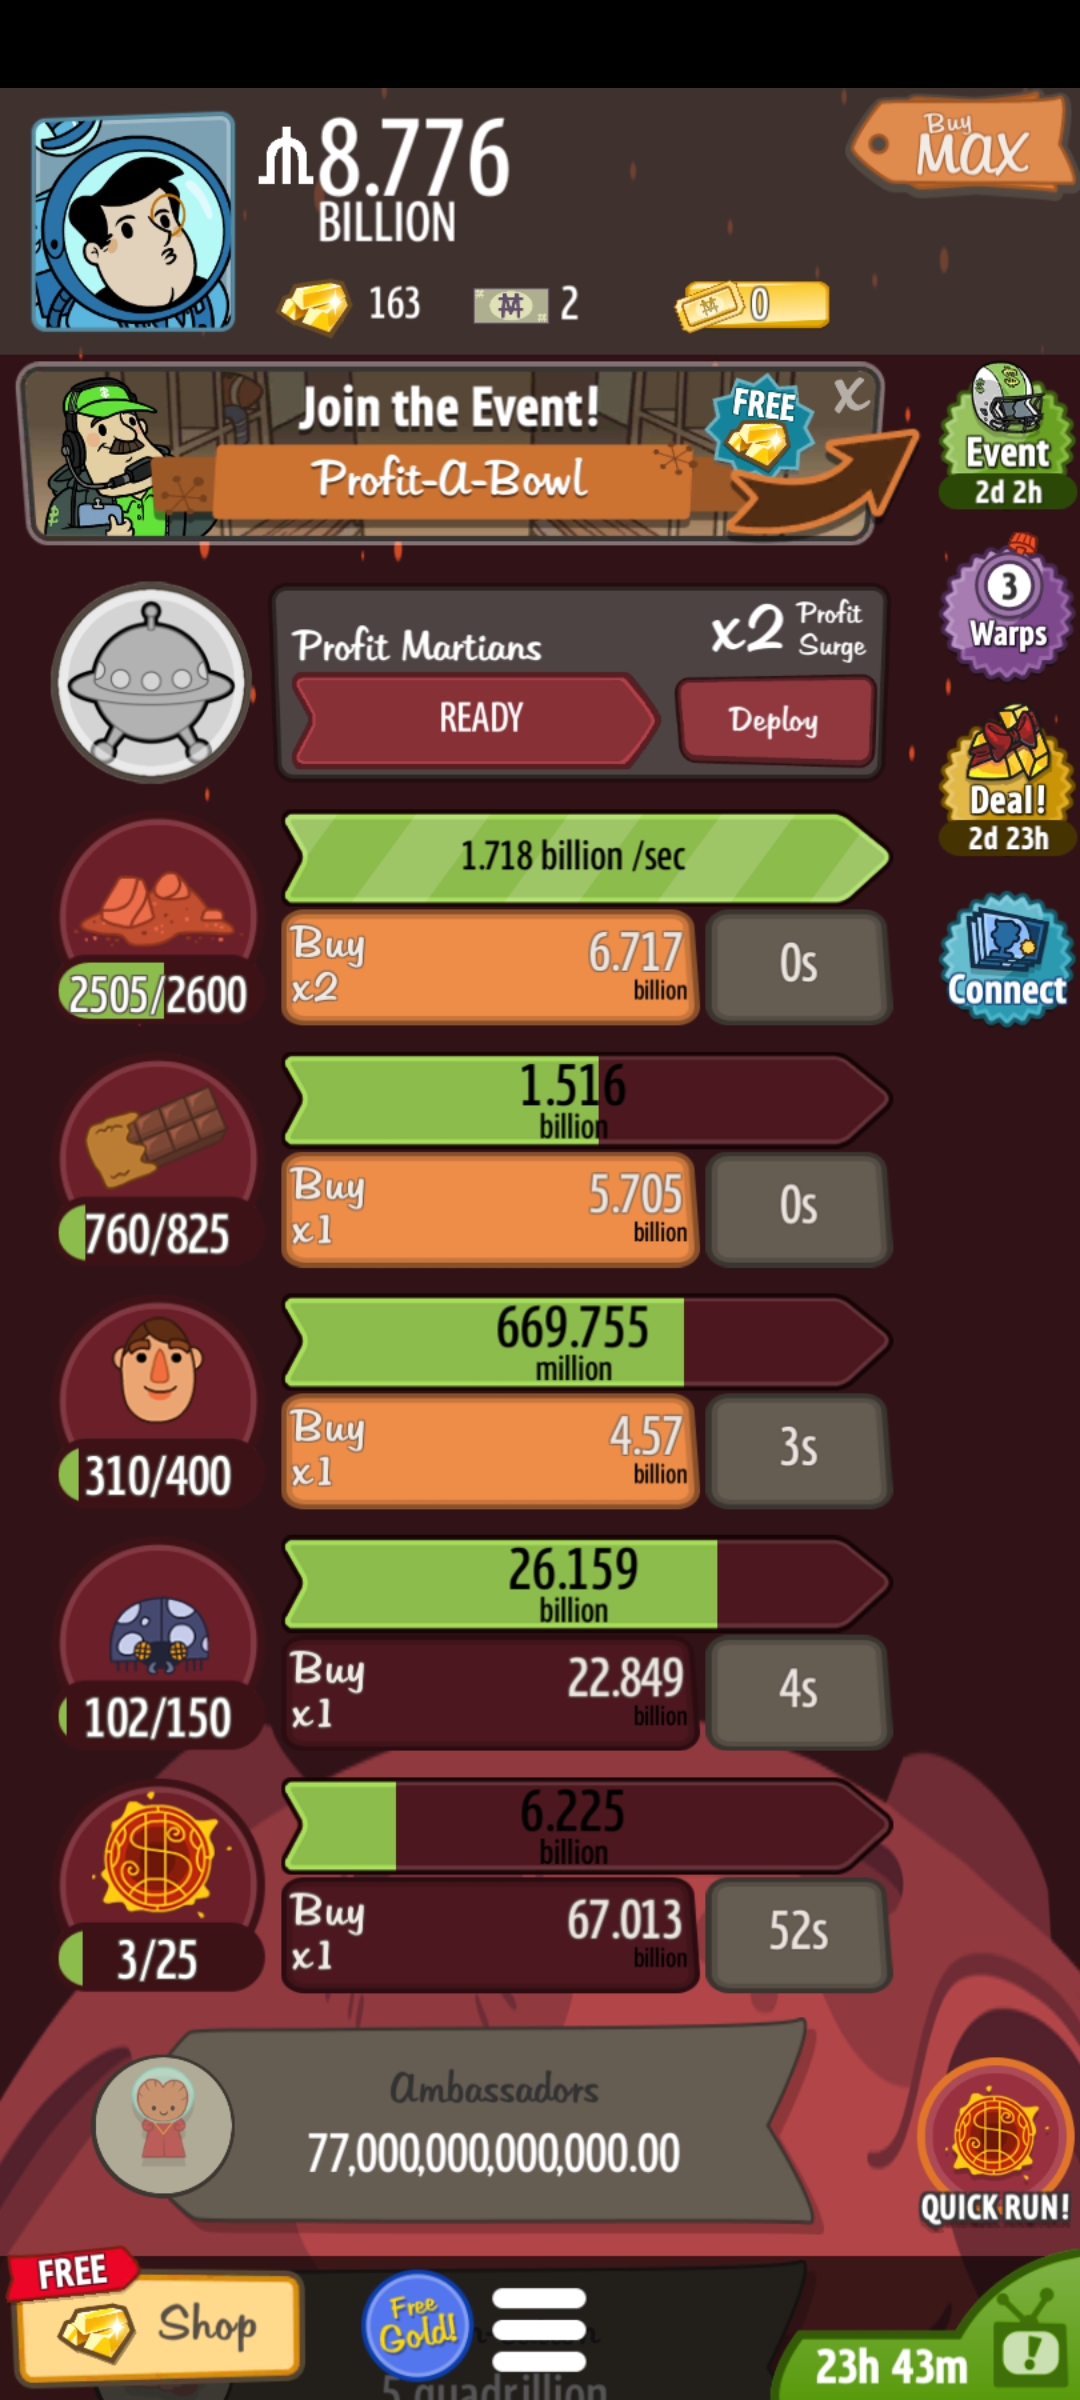 8.776
BILLION
Buy
MAX
163
2
0
Join the Event!
Profit-A-Bowl
FREE
X
Event
2d 2h
3
Warps
Profit Martians
x2 Profit
Surge
READY
Deploy
Deal!
2d 23h
1.718 billion /sec
Buy
x2
6.717
billion
0s
2505/2600
Connect
1.516
billion
Buy
x1
5.705
billion
0s
760/825
669.755
million
Buy
x1
4.57
billion
3s
310/400
26.159
billion
Buy
x1
22.849
billion
4s
102/150
6.225
billion
Buy
x1
67.013
billion
52s
3/25
Ambassadors
77,000,000,000,000.00
QUICK RUN!
FREE
Shop
Free
Gold!
5 quadrillion
23h 43m